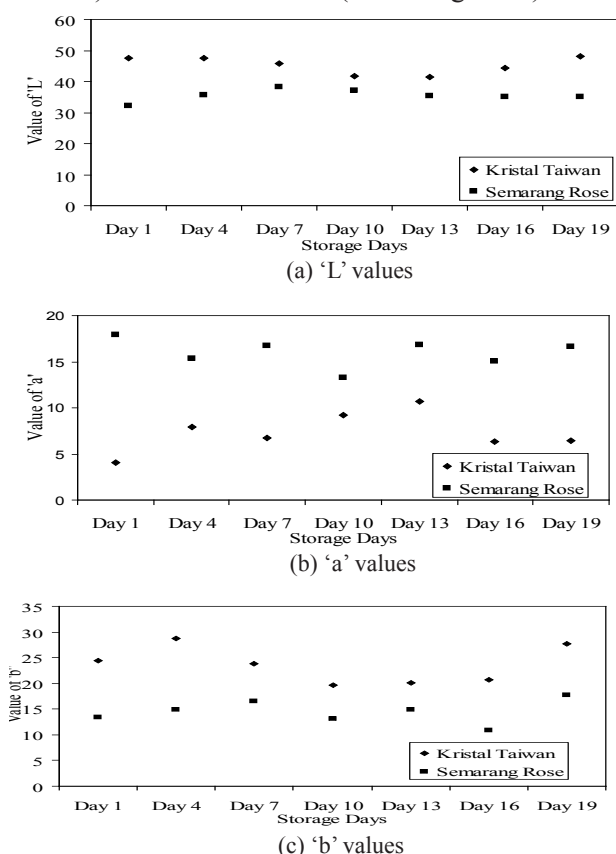 60
50
40
30
20
10
0
Value of 'L'
Kristal Taiwan
Semarang Rose
Day 1 Day 4 Day 7 Day 10 Day 13 Day 16 Day 19
Storage Days
(a) ‘L’ values
20
15
10
5
0
Value of 'a'
Kristal Taiwan
Semarang Rose
Day 1 Day 4 Day 7 Day 10 Day 13 Day 16 Day 19
Storage Days
(b) ‘a’ values
35
30
25
20
15
10
5
0
Value of 'b'
Kristal Taiwan
Semarang Rose
Day 1 Day 4 Day 7 Day 10 Day 13 Day 16 Day 19
Storage Days
(c) ‘b’ values